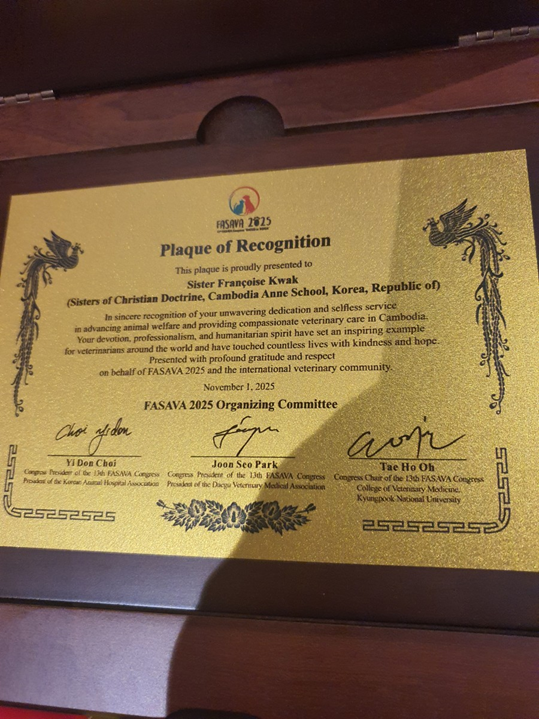 FASAVA 2025
Plaque of Recognition
This plaque is proudly presented to
Sister Françoise Kwak
(Sisters of Christian Doctrine, Cambodia Anne School, Korea, Republic of)
In sincere recognition of your unwavering dedication and selfless service
in advancing animal welfare and providing compassionate veterinary care in Cambodia.
Your devotion, professionalism, and humanitarian spirit have set an inspiring example
for veterinarians around the world and have touched countless lives with kindness and hope.
Presented with profound gratitude and respect
on behalf of FASAVA 2025 and the international veterinary community.
November 1, 2025
FASAVA 2025 Organizing Committee
Choi yi don
Yi Don Choi
Congress President of the 13th FASAVA Congress
President of the Korean Animal Hospital Association
Joon Seo Park
Congress President of the 13th FASAVA Congress
President of the Daegu Veterinary Medical Association
Tae Ho Oh
Congress Chair of the 13th FASAVA Congress
College of Veterinary Medicine,
Kyungpook National University